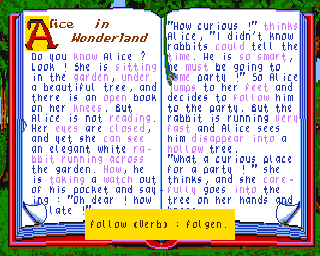 Alice in
Wonderland
Do you know Alice ?
Look ! She is sitting
in the garden, under
a beautiful tree, and
there is an open book
on her knees. But
Alice is not reading.
Her eyes are closed,
and yet she can see
an elegant white ra-
bbit running across
the garden. Now, he
is taking a watch out
of his pocket and say-
ing : "Oh dear ! how
late !"
"How curious !" thinks
Alice, "I didn't know
rabbits could tell the
time. He is so smart,
he must be going to
some party !" So Alice
jumps to her feet and
decides to follow him
to the party. But the
rabbit is running very
fast and Alice sees
him disappear into a
hollow tree.
"What a curious place
for a party !" she
thinks, and she care-
fully goes into the
tree on her hands and
follow (Verb) : folgen.